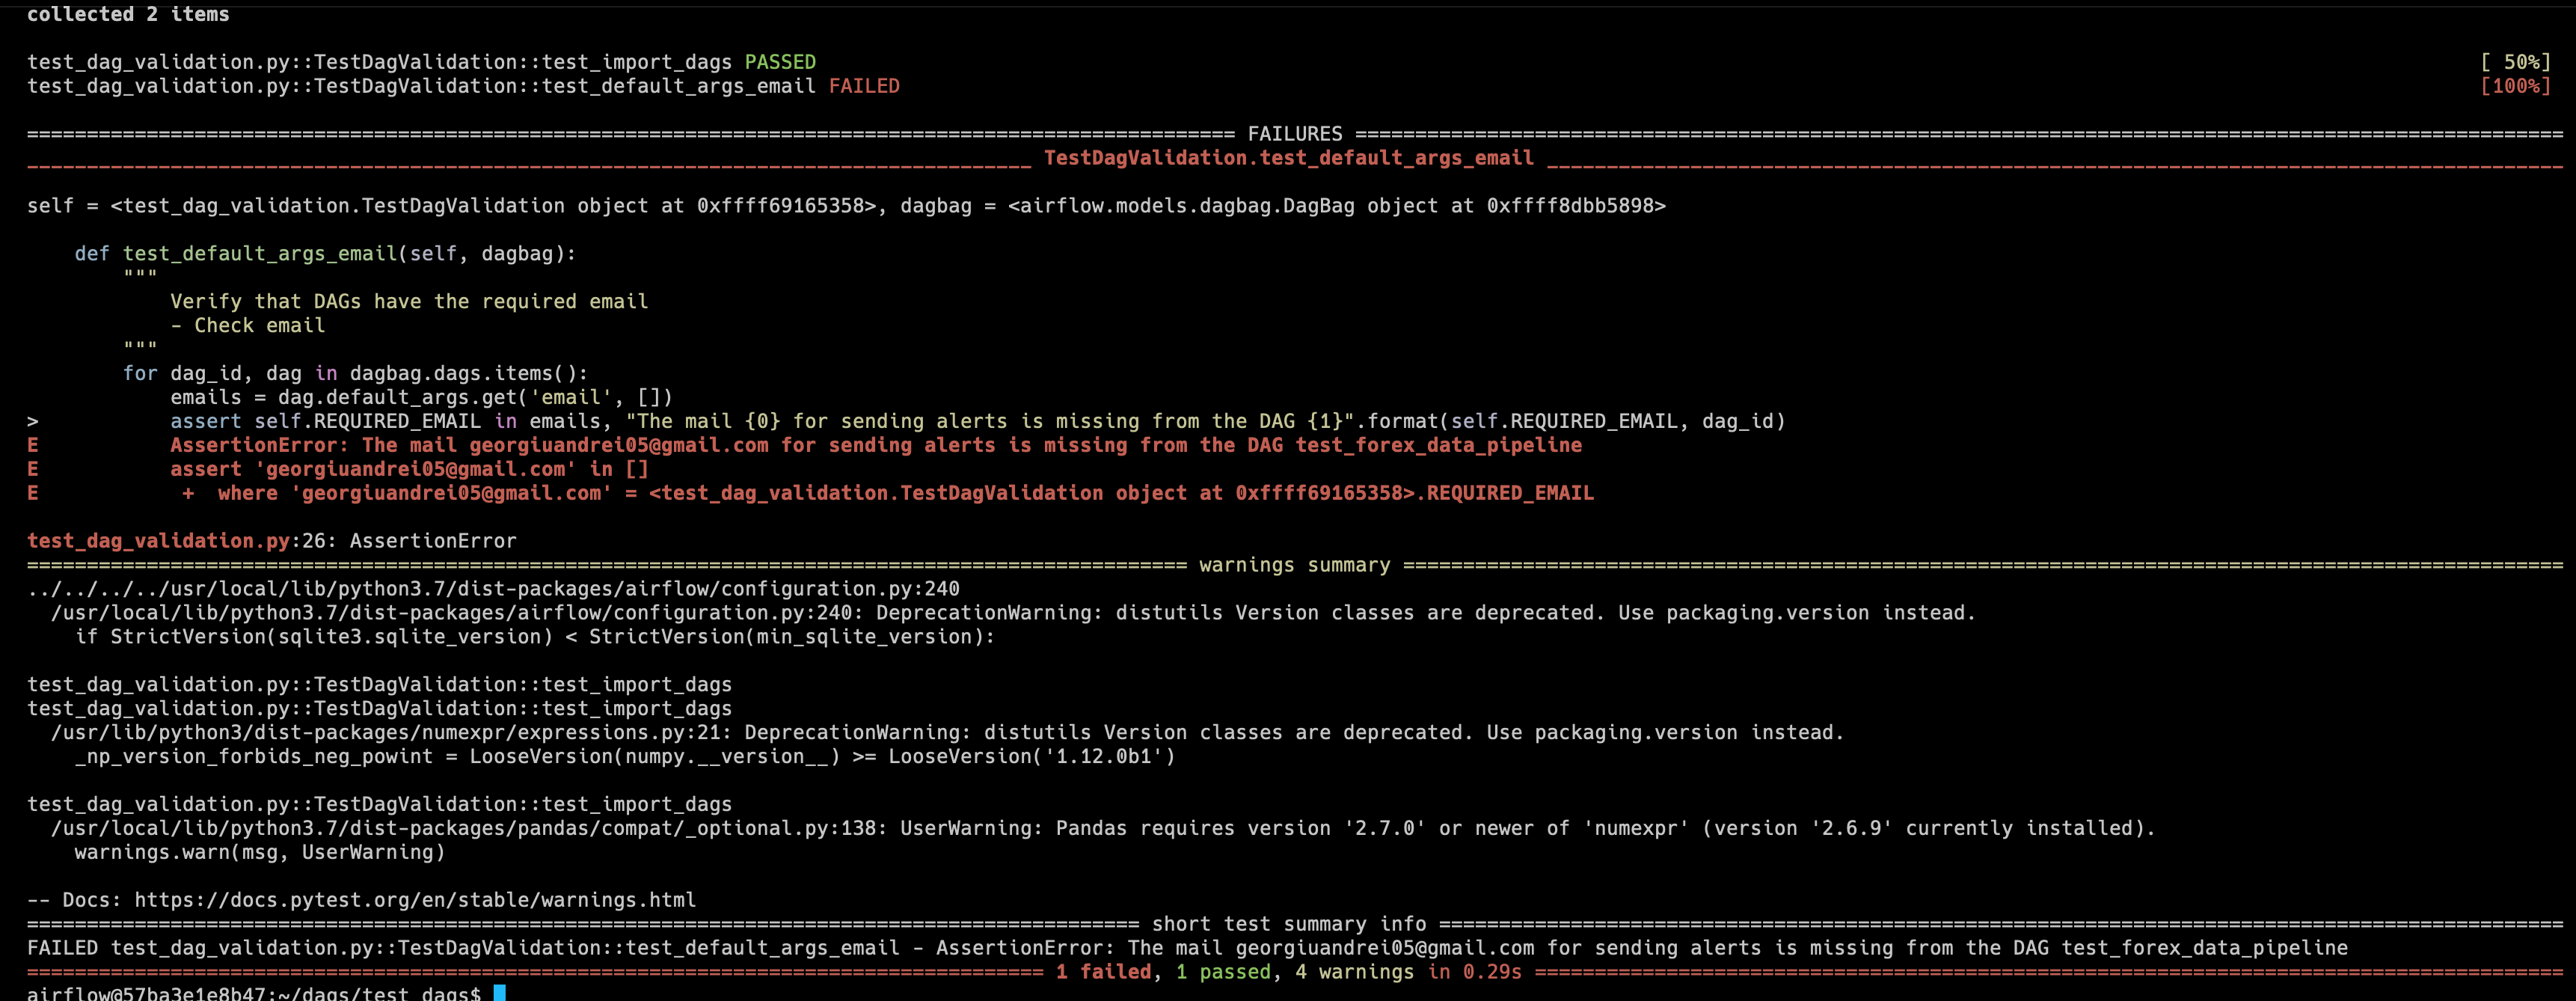 collected 2 items
test_dag_validation.py::TestDagValidation::test_import_dags PASSED [ 50%]
test_dag_validation.py::TestDagValidation::test_default_args_email FAILED [100%]
=== FAILURES ===
___ TestDagValidation.test_default_args_email ___
self = <test_dag_validation.TestDagValidation object at 0xffff69165358>, dagbag = <airflow.models.dagbag.DagBag object at 0xffff8dbb5898>
    def test_default_args_email(self, dagbag):
        """
            Verify that DAGs have the required email
            - Check email
        """
        for dag_id, dag in dagbag.dags.items():
            emails = dag.default_args.get('email', [])
>           assert self.REQUIRED_EMAIL in emails, "The mail {0} for sending alerts is missing from the DAG {1}".format(self.REQUIRED_EMAIL, dag_id)
E           AssertionError: The mail georgiuandrei05@gmail.com for sending alerts is missing from the DAG test_forex_data_pipeline
E           assert 'georgiuandrei05@gmail.com' in []
E            +  where 'georgiuandrei05@gmail.com' = <test_dag_validation.TestDagValidation object at 0xffff69165358>.REQUIRED_EMAIL
test_dag_validation.py:26: AssertionError
=== warnings summary ===
../../../../usr/local/lib/python3.7/dist-packages/airflow/configuration.py:240
  /usr/local/lib/python3.7/dist-packages/airflow/configuration.py:240: DeprecationWarning: distutils Version classes are deprecated. Use packaging.version instead.
    if StrictVersion(sqlite3.sqlite_version) < StrictVersion(min_sqlite_version):
test_dag_validation.py::TestDagValidation::test_import_dags
test_dag_validation.py::TestDagValidation::test_import_dags
  /usr/lib/python3/dist-packages/numexpr/expressions.py:21: DeprecationWarning: distutils Version classes are deprecated. Use packaging.version instead.
    _np_version_forbids_neg_powint = LooseVersion(numpy.__version__) >= LooseVersion('1.12.0b1')
test_dag_validation.py::TestDagValidation::test_import_dags
  /usr/local/lib/python3.7/dist-packages/pandas/compat/_optional.py:138: UserWarning: Pandas requires version '2.7.0' or newer of 'numexpr' (version '2.6.9' currently installed).
    warnings.warn(msg, UserWarning)
-- Docs: https://docs.pytest.org/en/stable/warnings.html
=== short test summary info ===
FAILED test_dag_validation.py::TestDagValidation::test_default_args_email - AssertionError: The mail georgiuandrei05@gmail.com for sending alerts is missing from the DAG test_forex_data_pipeline
=== 1 failed, 1 passed, 4 warnings in 0.29s ===
airflow@57ba3e1e8b47:~/dags/test_dags$